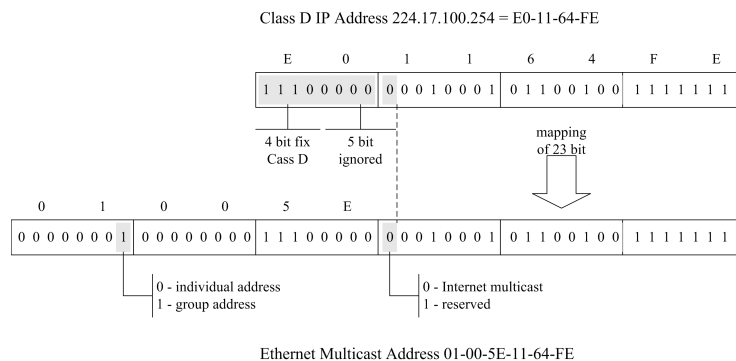 Class D IP Address 224.17.100.254 = E0-11-64-FE
E 0 1 1 6 4 F E
1 1 1 0 0 0 0 0 0 0 0 1 0 0 0 1 0 1 1 0 0 1 0 0 1 1 1 1 1 1 1
4 bit fix
Cass D
5 bit
ignored
mapping
of 23 bit
0 1 0 0 5 E
0 0 0 0 0 0 0 1 0 0 0 0 0 0 0 0 1 1 1 0 0 0 0 0 0 0 0 1 0 0 0 1 0 1 1 0 0 1 0 0 1 1 1 1 1 1 1
0 - individual address
1 - group address
0 - Internet multicast
1 - reserved
Ethernet Multicast Address 01-00-5E-11-64-FE